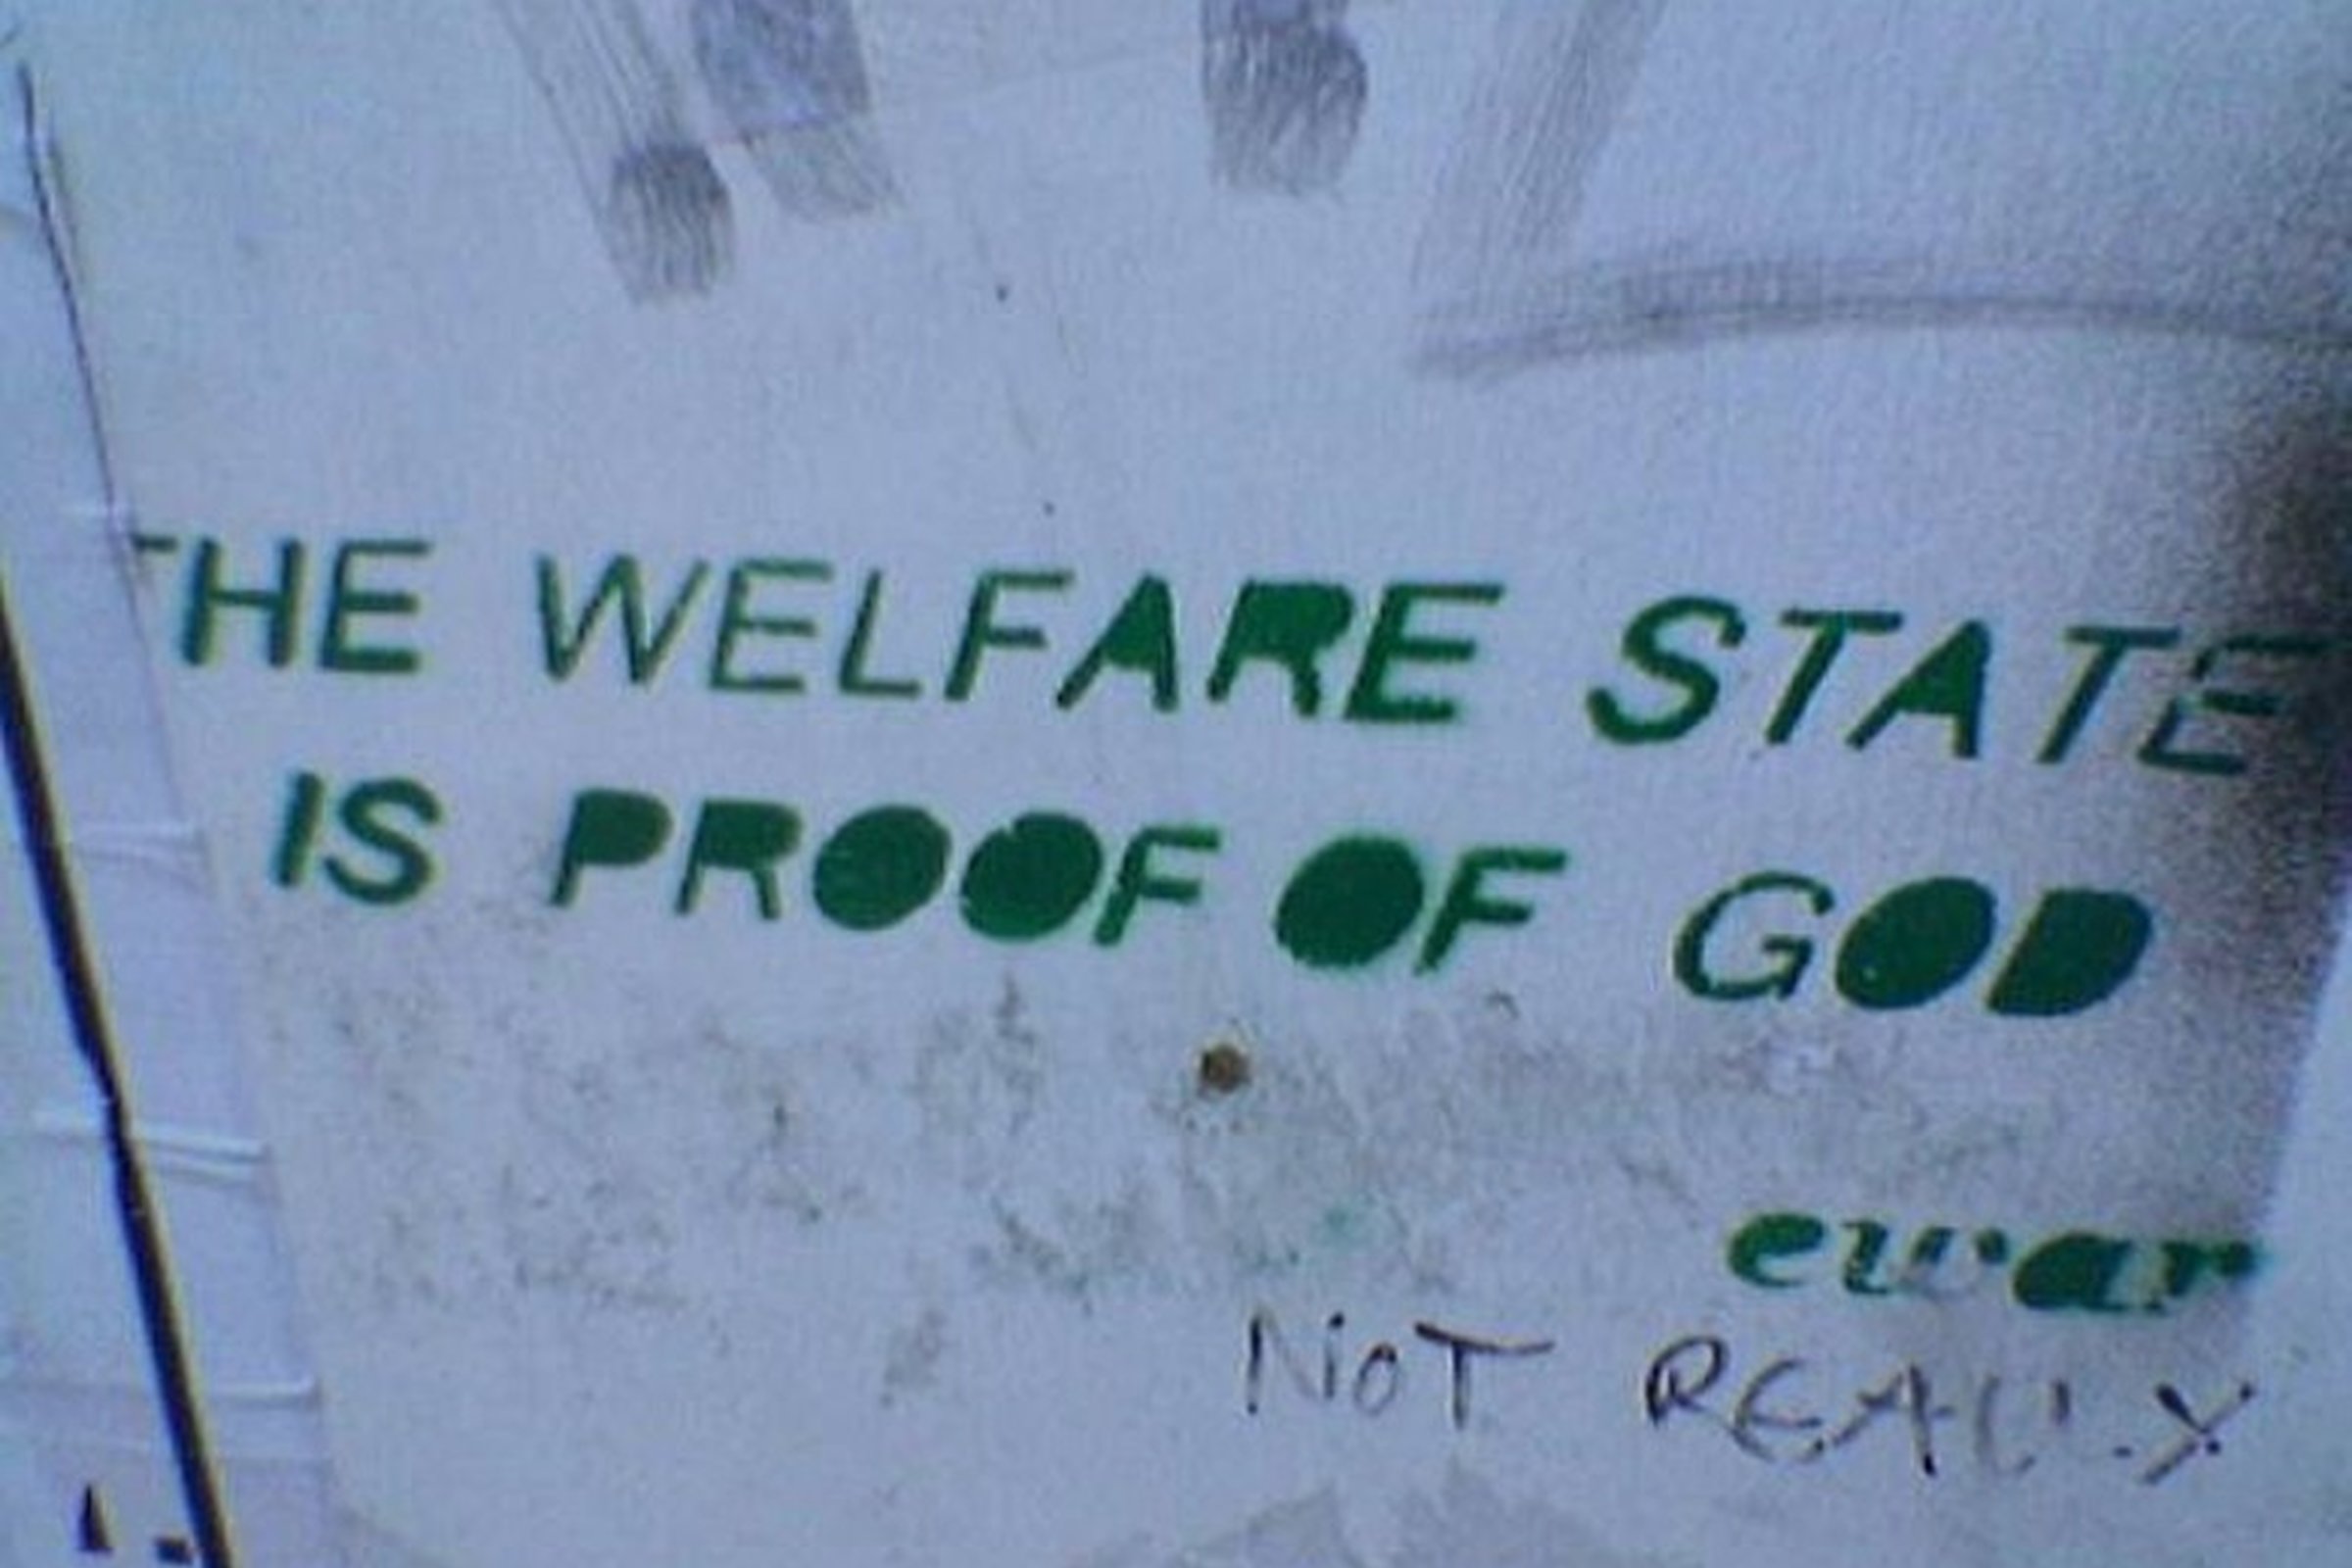 THE WELFARE STATE
IS PROOF OF GOD
ewar
NOT REALLY